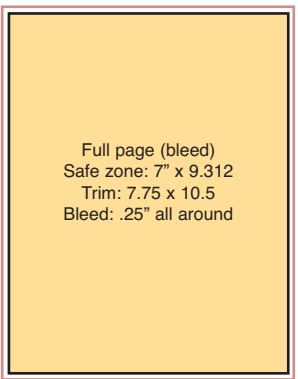 Full page (bleed)
Safe zone: 7” x 9.312
Trim: 7.75 x 10.5
Bleed: .25” all around